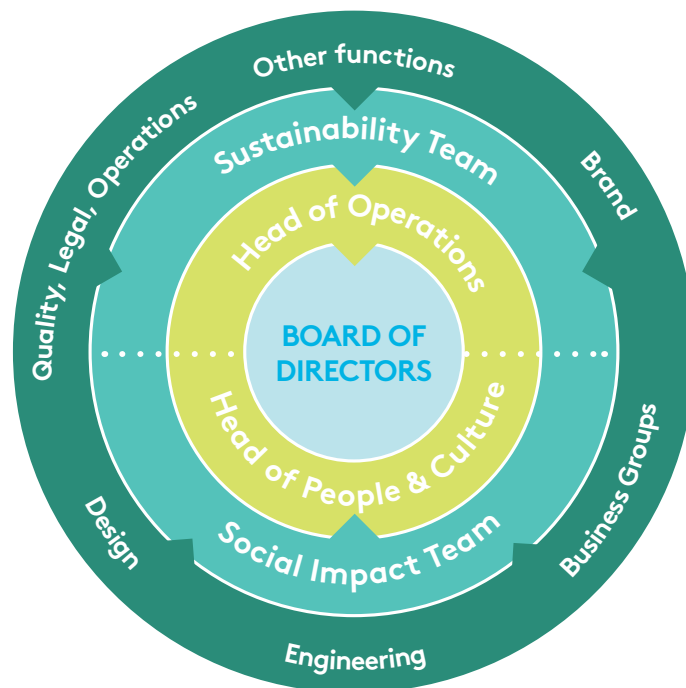 Other functions
Brand
Quality, Legal, Operations
Sustainability Team
Head of Operations
BOARD OF
DIRECTORS
Head of People & Culture
Social Impact Team
Business Groups
Design
Engineering